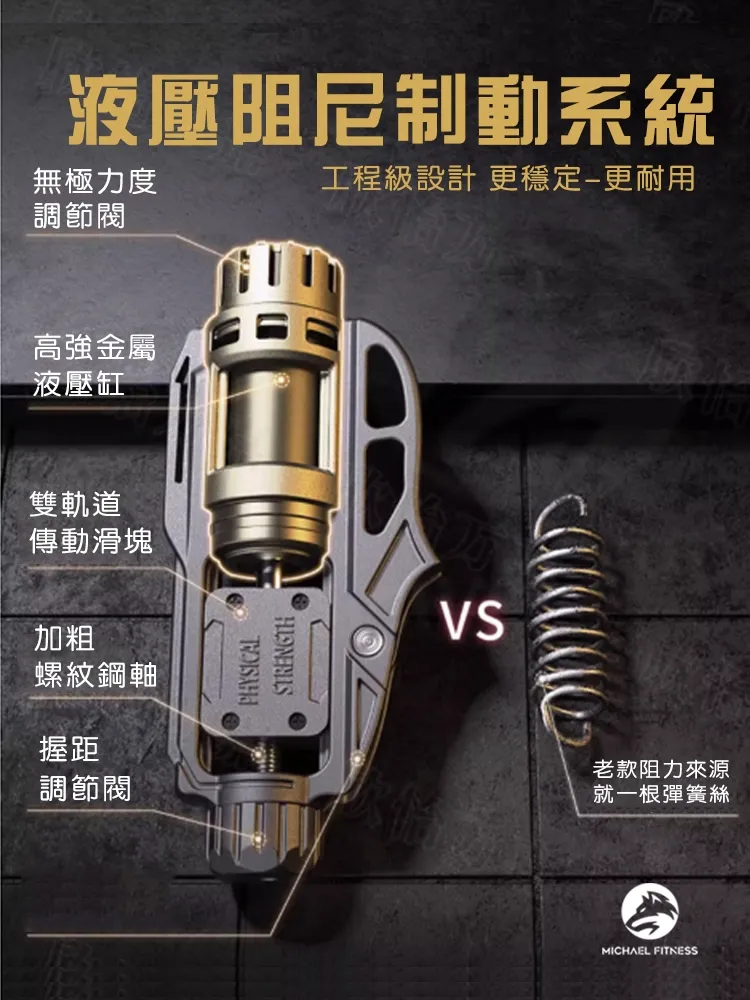 液壓阻尼制動系統
工程級設計 更穩定-更耐用
無極力度
調節閥
高強金屬
液壓缸
雙軌道
傳動滑塊
加粗
螺紋鋼軸
握距
調節閥
PHYSICAL
STRENGTH
VS
老款阻力來源
就一根彈簧絲
MICHAEL FITNESS